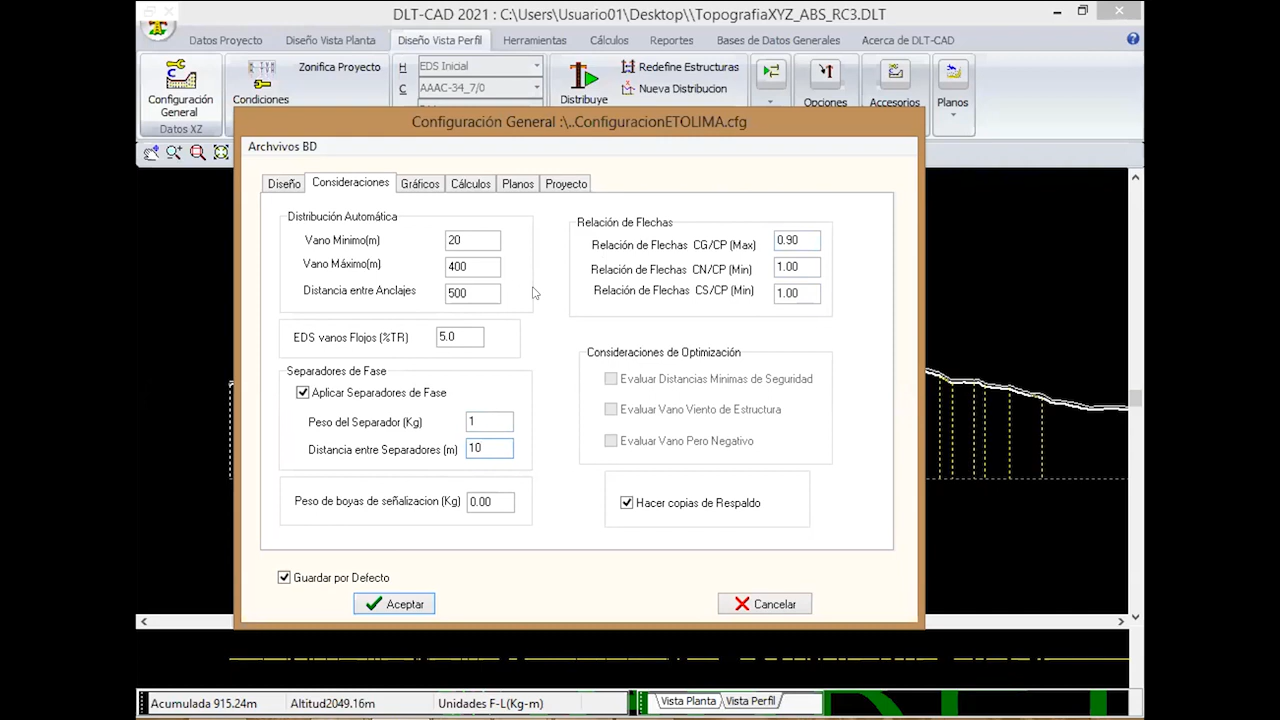 DLT-CAD 2021 : C:\Users\Usuario01\Desktop\\TopografiaXYZ_ABS_RC3.DLT
Datos Proyecto Diseño Vista Planta Diseño Vista Perfil Herramientas Cálculos Reportes Bases de Datos Generales Acerca de DLT-CAD
Zonifica Proyecto H EDS Inicial Redefine Estructuras
C AAAC-34_7/0 Nueva Distribucion
Configuración General Condiciones Distribuye Opciones Accesorios Planos
Datos XZ
Configuración General :\..ConfiguracionETOLIMA.cfg
Archvivos BD
Diseño Consideraciones Gráficos Cálculos Planos Proyecto
Distribución Automática
Vano Minimo(m) 20
Vano Máximo(m) 400
Distancia entre Anclajes 500
EDS vanos Flojos (%TR) 5.0
Separadores de Fase
Aplicar Separadores de Fase
Peso del Separador (Kg) 1
Distancia entre Separadores (m) 10
Peso de boyas de señalizacion (Kg) 0.00
Relación de Flechas
Relación de Flechas CG/CP (Max) 0.90
Relación de Flechas CN/CP (Min) 1.00
Relación de Flechas CS/CP (Min) 1.00
Consideraciones de Optimización
Evaluar Distancias Minimas de Seguridad
Evaluar Vano Viento de Estructura
Evaluar Vano Pero Negativo
Hacer copias de Respaldo
Guardar por Defecto
Aceptar Cancelar
Acumulada 915.24m Altitud2049.16m Unidades F-L(Kg-m) Vista Planta Vista Perfil